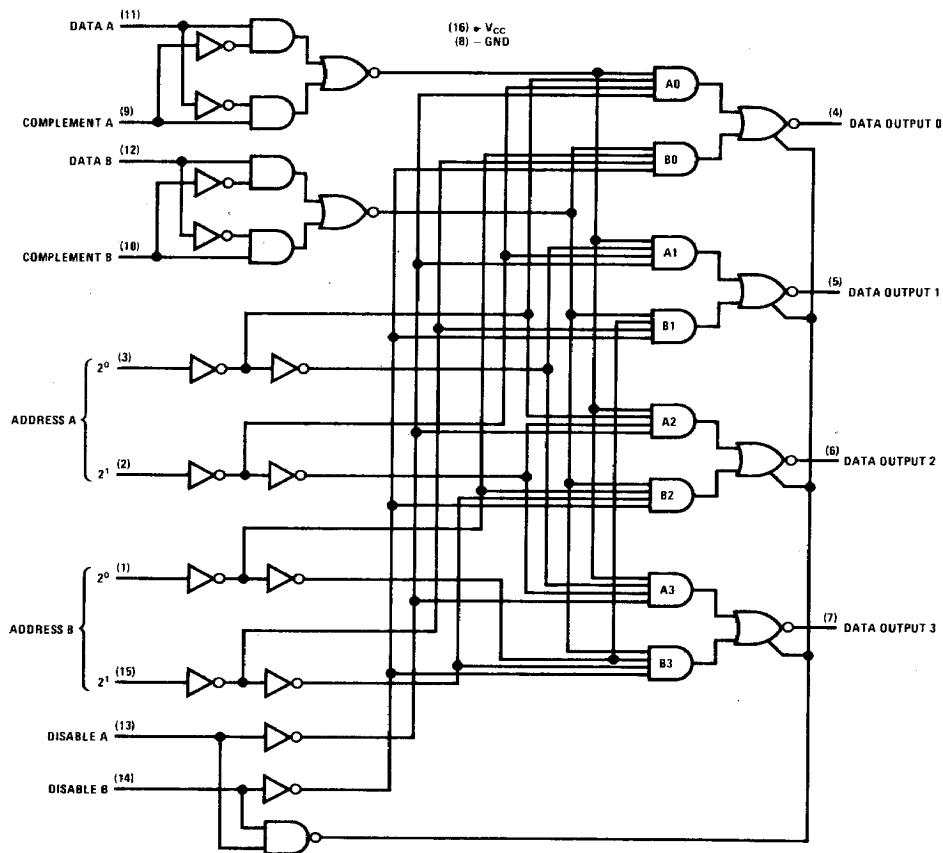 DATA A (11)
(16) • VCC
(8) – GND
A0
COMPLEMENT A (9)
(4) DATA OUTPUT 0
DATA B (12)
B0
COMPLEMENT B (10)
A1
(5) DATA OUTPUT 1
B1
2⁰ (3)
ADDRESS A
A2
2¹ (2)
(6) DATA OUTPUT 2
B2
2⁰ (1)
A3
ADDRESS B
(7) DATA OUTPUT 3
B3
2¹ (15)
DISABLE A (13)
DISABLE B (14)